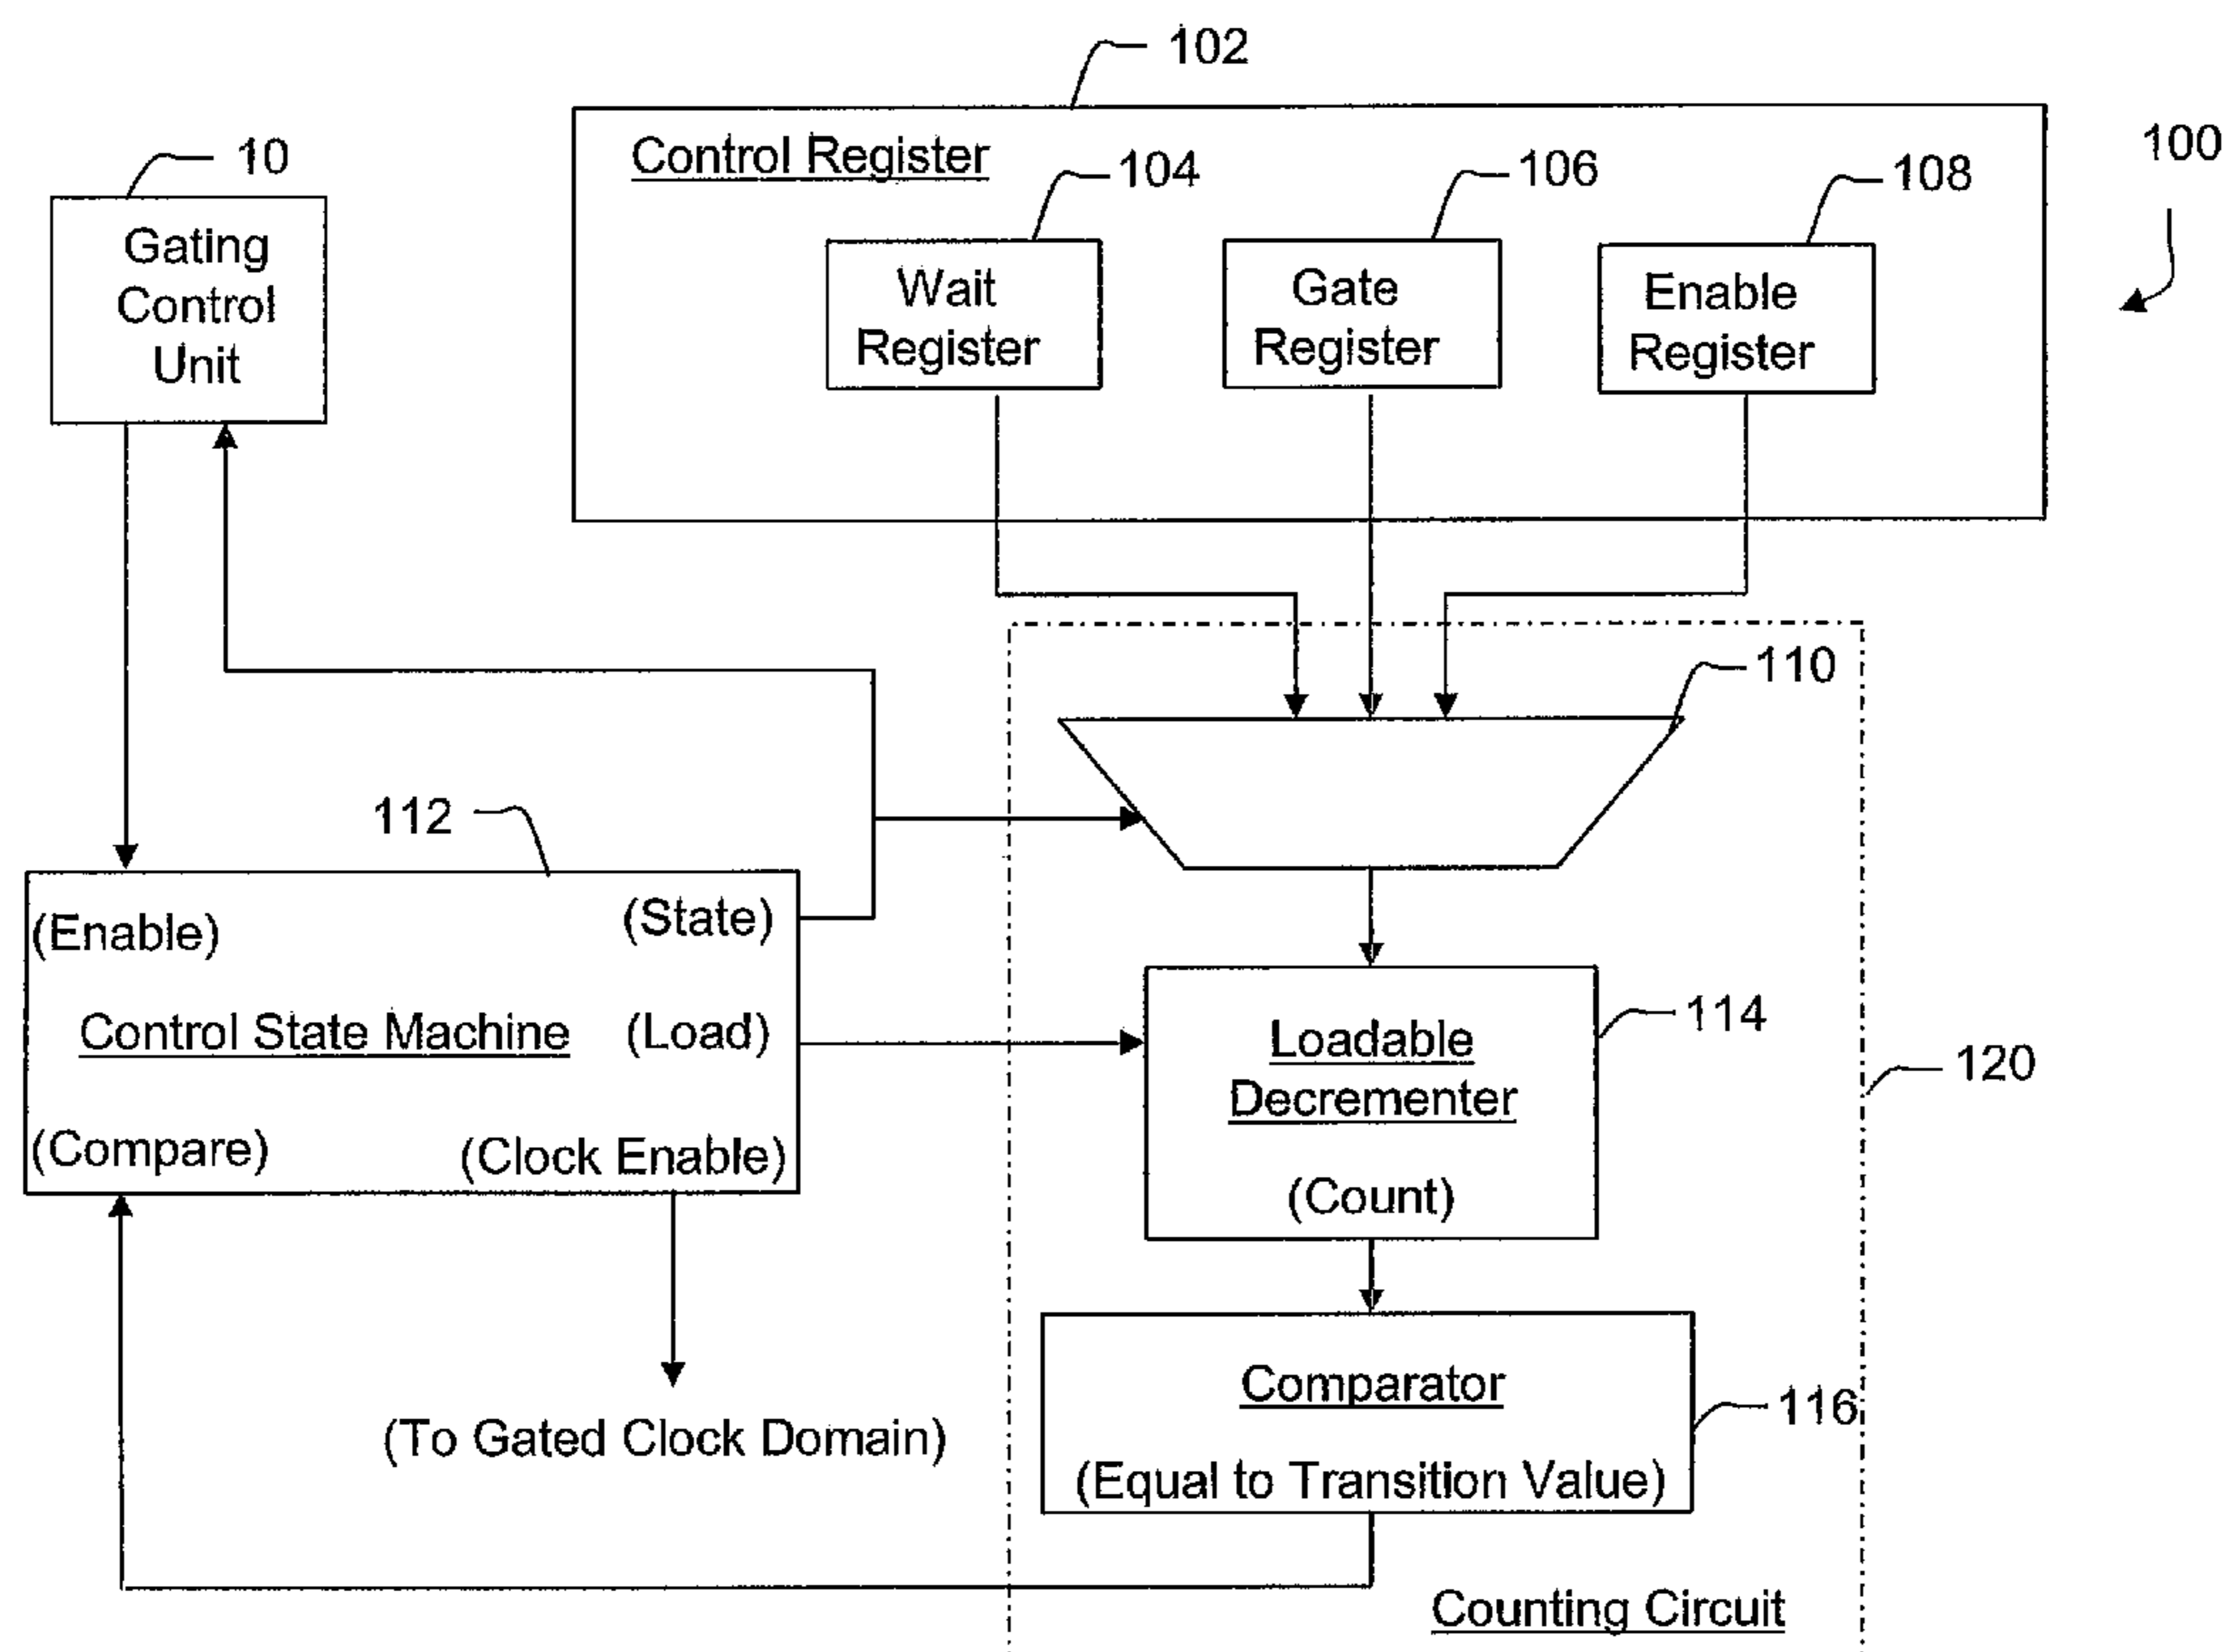 102
Control Register
10
104
106
108
100
Gating
Control
Unit
Wait
Register
Gate
Register
Enable
Register
110
112
(Enable)
(State)
Control State Machine
(Load)
(Compare)
(Clock Enable)
Loadable
Decrementer
(Count)
114
120
Comparator
(Equal to Transition Value)
116
(To Gated Clock Domain)
Counting Circuit